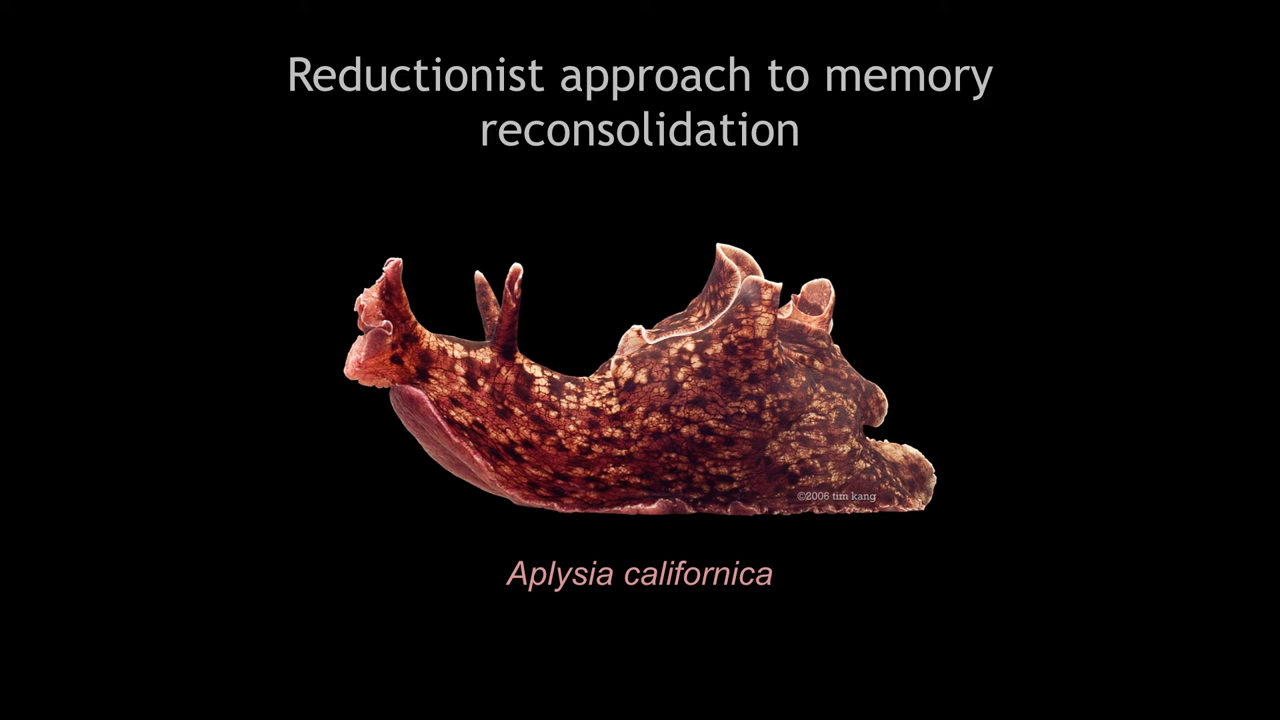 Reductionist approach to memory
reconsolidation
©2006 tim kang
Aplysia californica